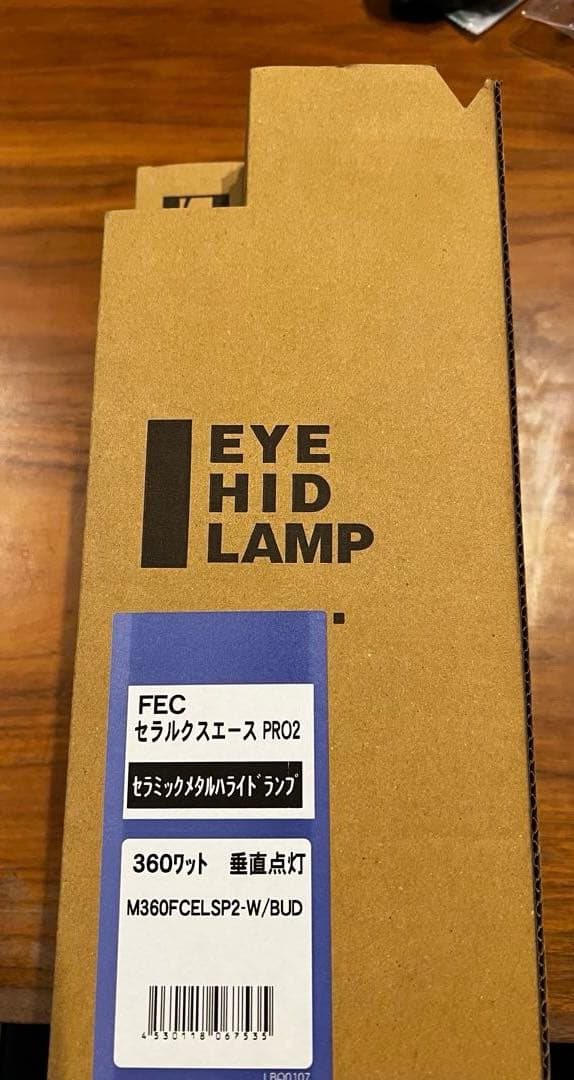 EYE
HID
LAMP
FEC
セラルクスエース PRO2
セラミックメタルハライドランプ
360ワット 垂直点灯
M360FCELSP2-W/BUD
4530118067535
LBO0107